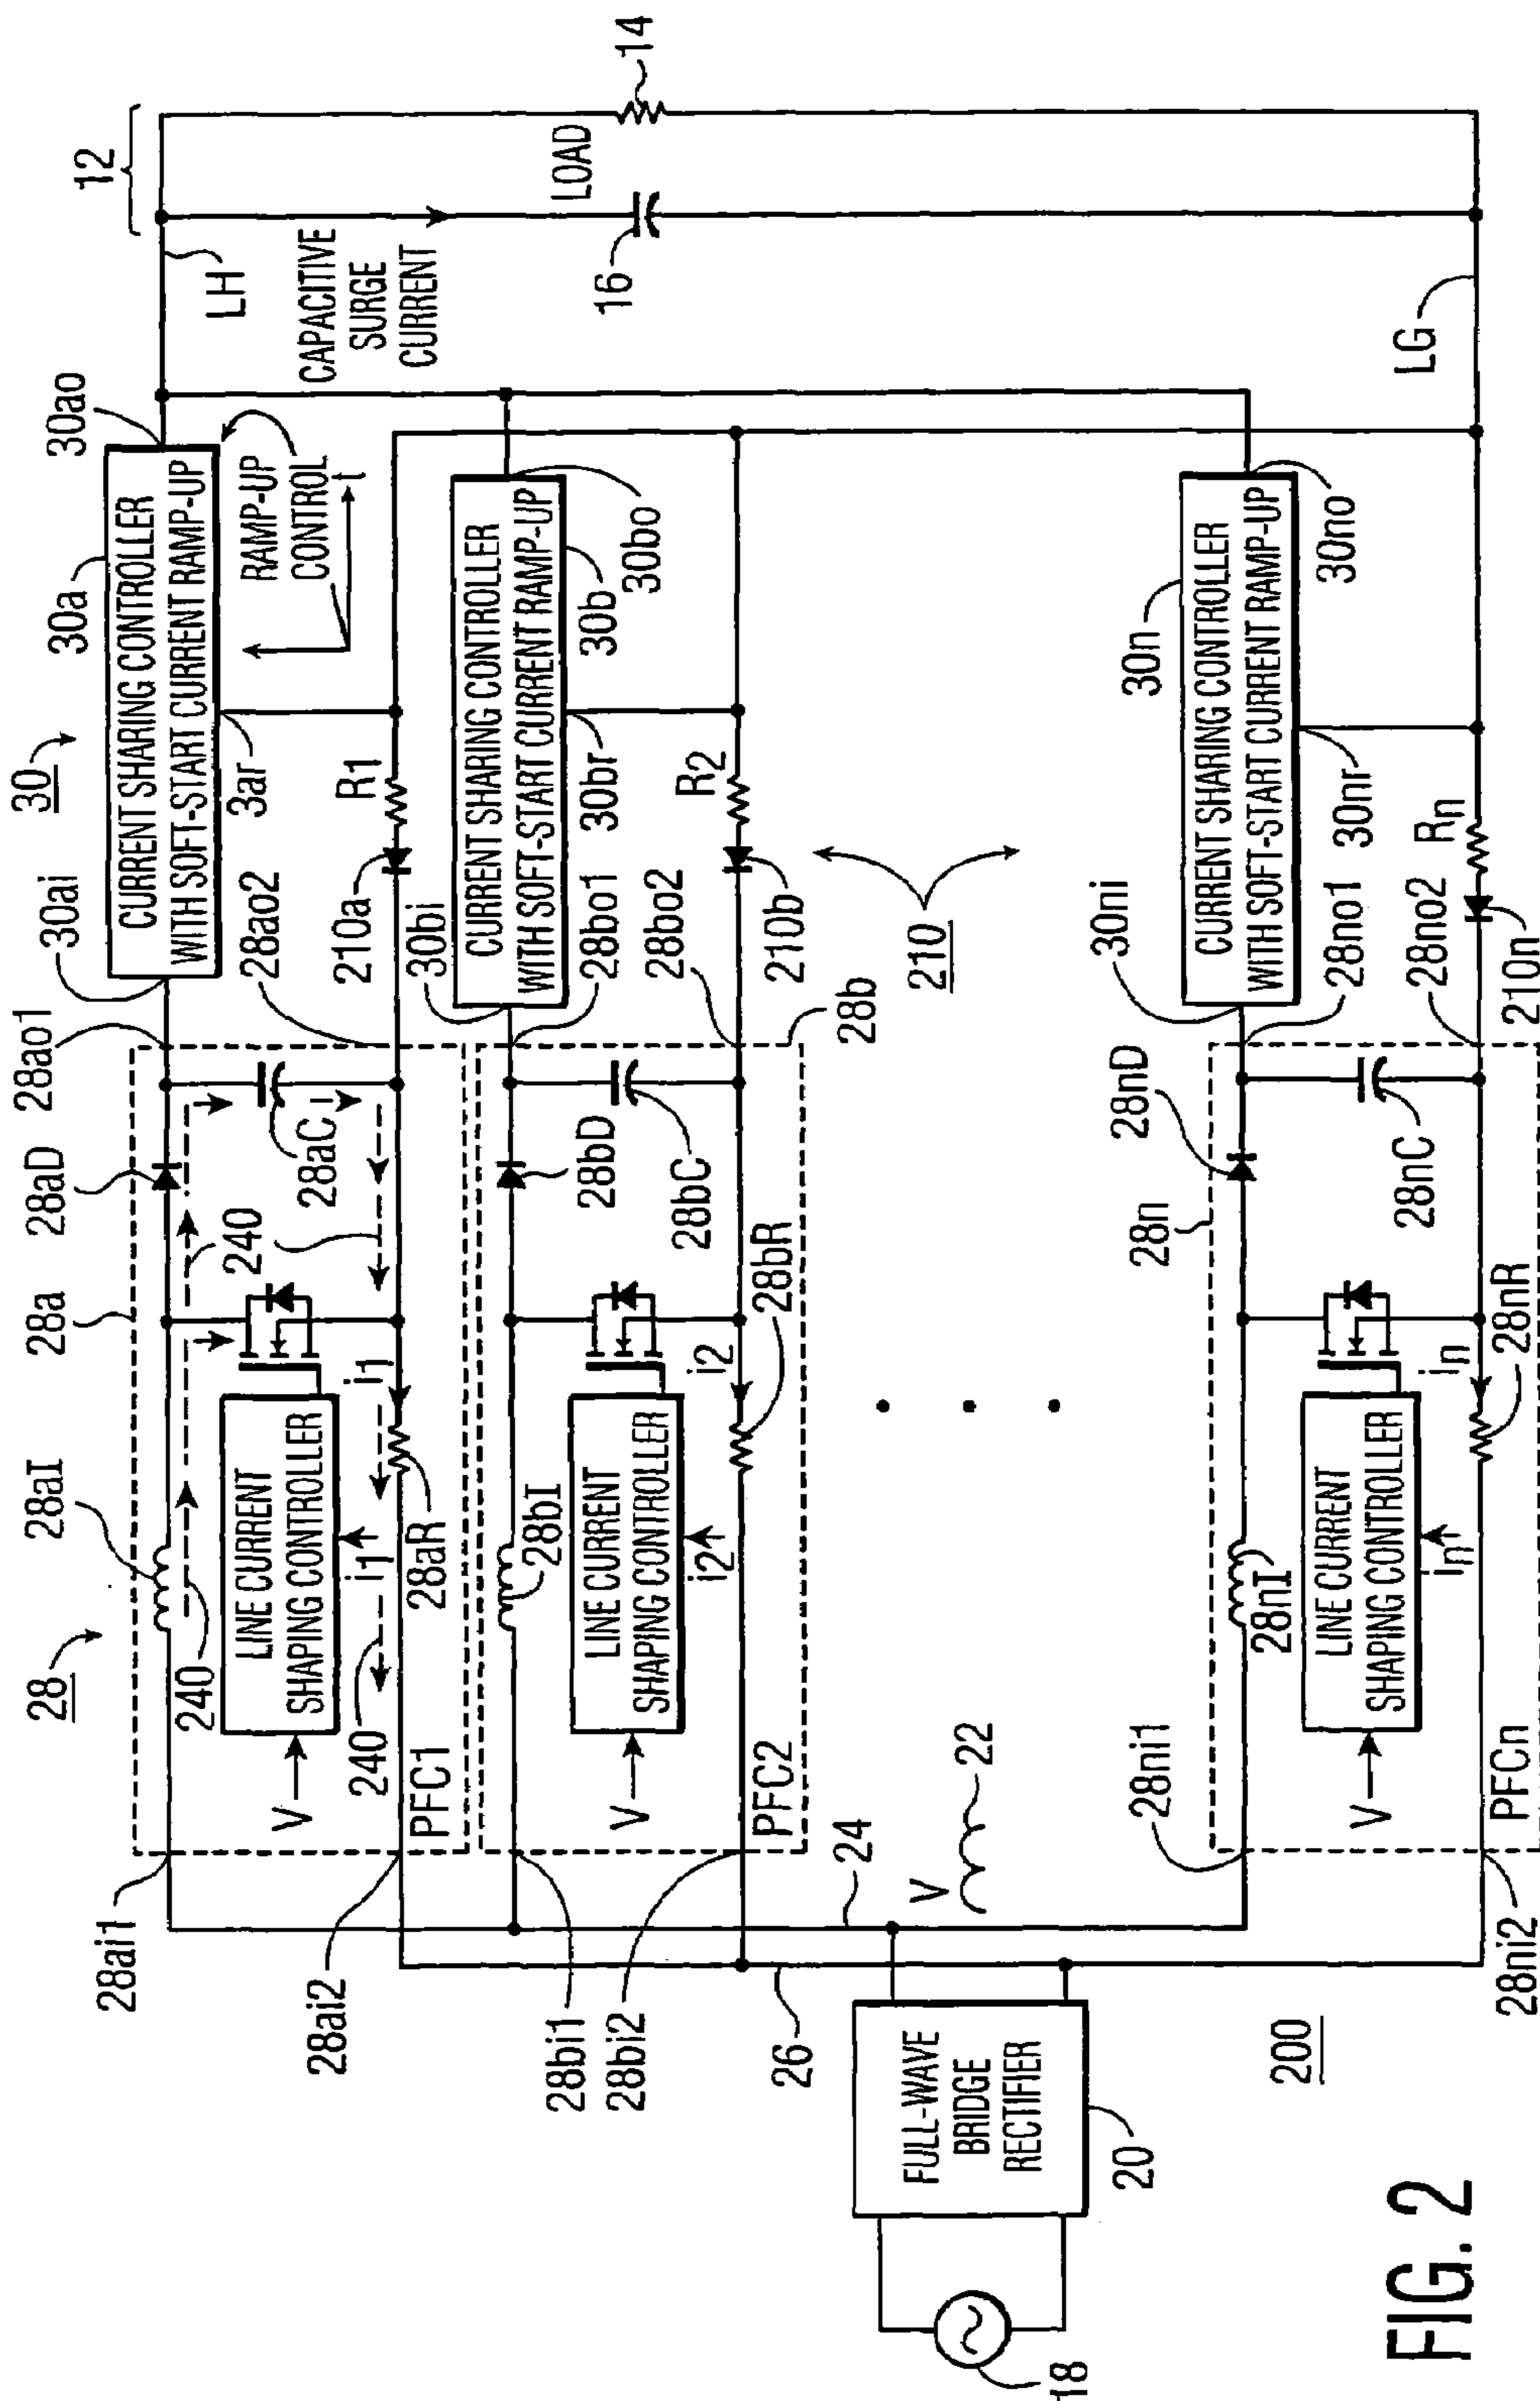 FIG. 2
200
18
FULL-WAVE
BRIDGE
RECTIFIER
20
V
22
24
26
28
28ai1
28ai2
28bi1
28bi2
28ni1
28ni2
28a
28aI
240
240
240
28aD
28ao1
28aC
28ao2
LINE CURRENT
SHAPING CONTROLLER
V
i1
i1
28aR
PFC1
28bI
28bD
28bC
28bo1
28bo2
28b
LINE CURRENT
SHAPING CONTROLLER
V
i2
i2
28bR
PFC2
28n
28nI
28nD
28nC
28no1
28no2
LINE CURRENT
SHAPING CONTROLLER
V
in
in
28nR
PFCn
30
30ai
30a
30ao
CURRENT SHARING CONTROLLER
WITH SOFT-START CURRENT RAMP-UP
3ar
RAMP-UP
CONTROL
t
210a
R1
30bi
CURRENT SHARING CONTROLLER
WITH SOFT-START CURRENT RAMP-UP
30br
30b
30bo
210b
R2
210
30ni
30n
CURRENT SHARING CONTROLLER
WITH SOFT-START CURRENT RAMP-UP
30nr
30no
210n
Rn
12
LH
CAPACITIVE
SURGE
CURRENT
LOAD
14
16
LG